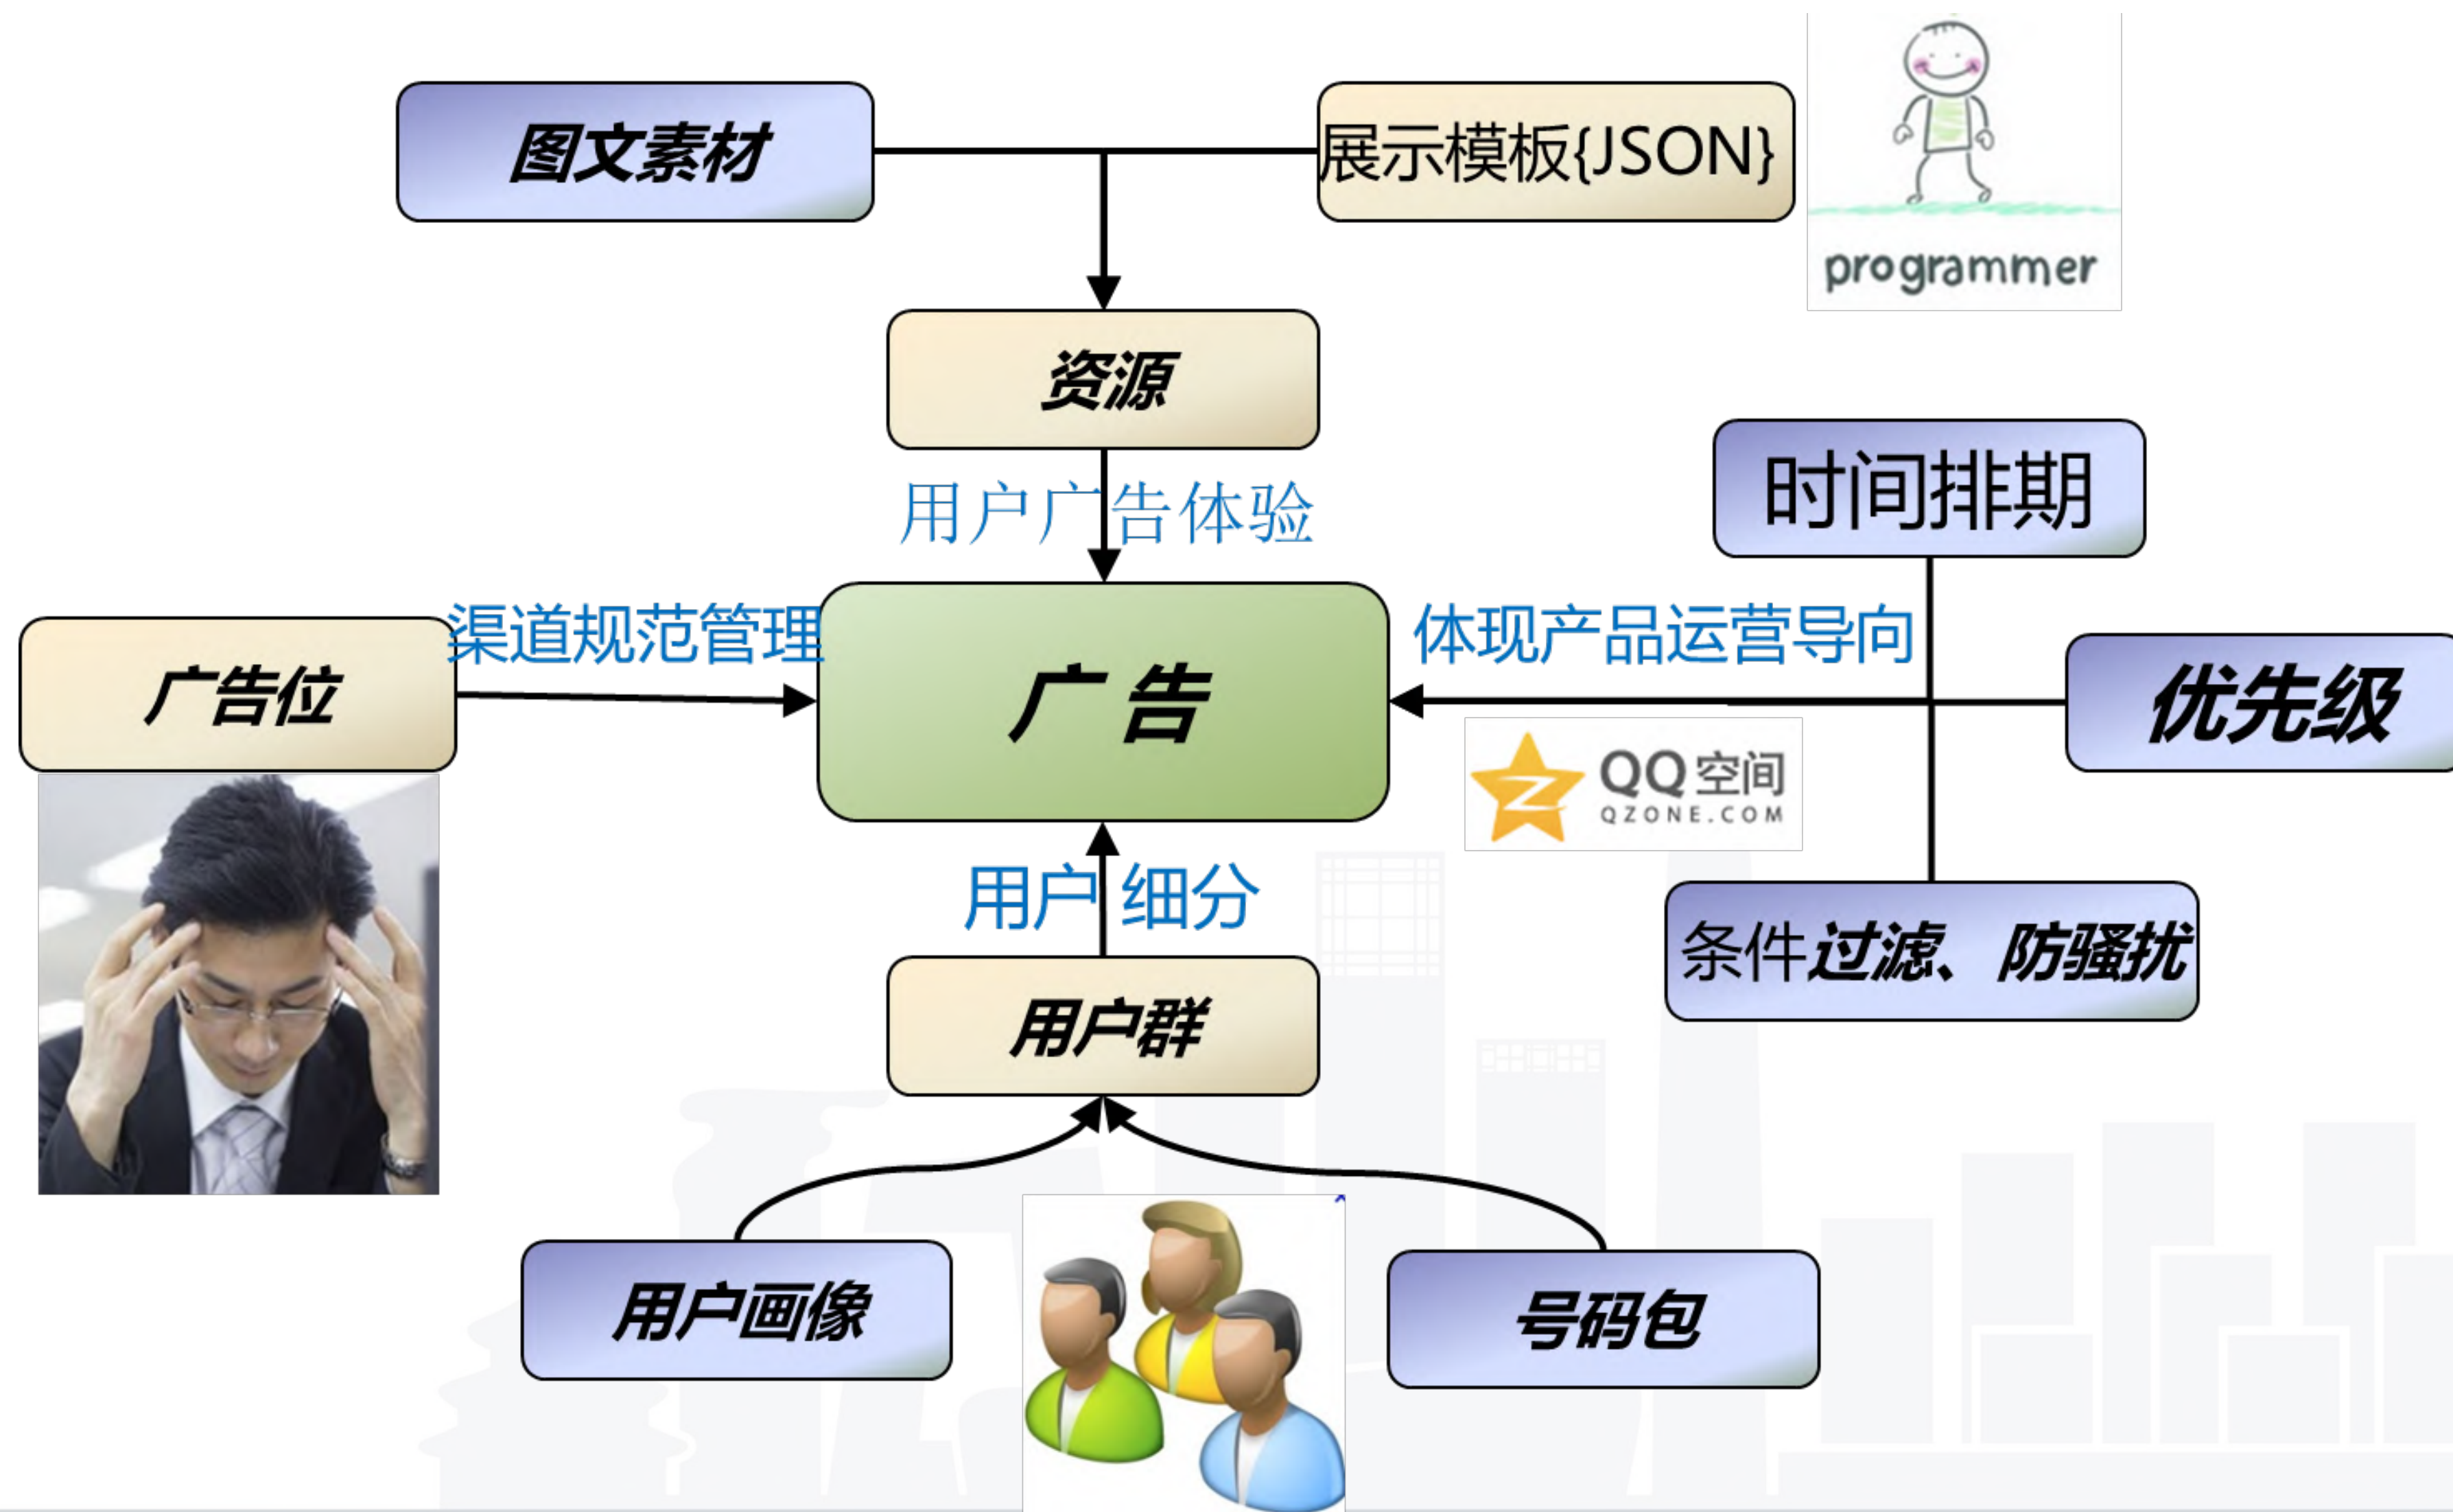 图文素材
展示模板{JSON}
programmer
资源
用户广告体验
时间排期
广告位
渠道规范管理
广 告
体现产品运营导向
优先级
QQ空间
QZONE.COM
用户 细分
条件过滤、防骚扰
用户群
用户画像
号码包